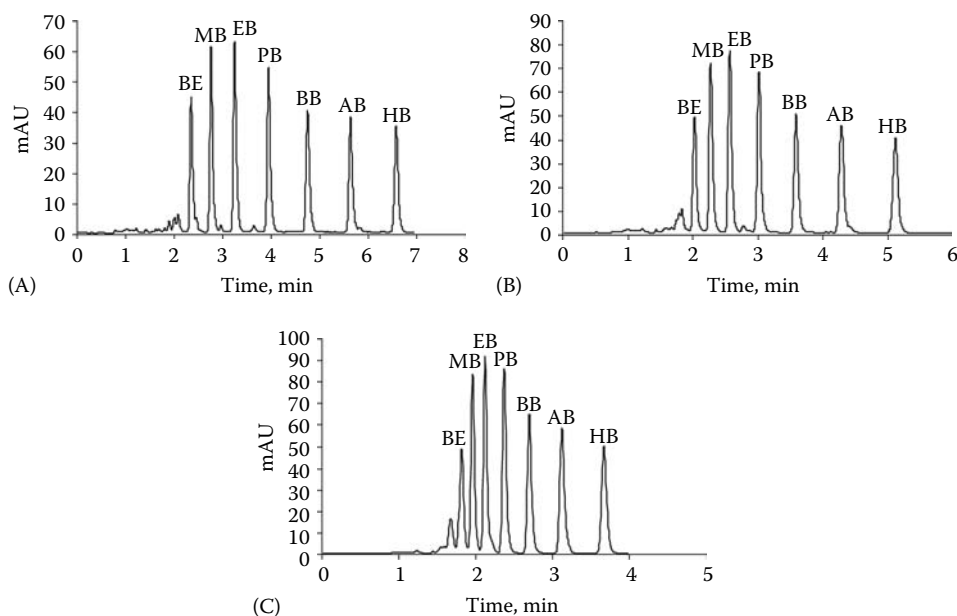 70
60
50
40
30
20
10
0
mAU
BE
MB
EB
PB
BB
AB
HB
0 1 2 3 4 5 6 7 8
Time, min
(A)
90
80
70
60
50
40
30
20
10
0
mAU
BE
MB
EB
PB
BB
AB
HB
0 1 2 3 4 5 6
Time, min
(B)
100
90
80
70
60
50
40
30
20
10
0
mAU
BE
MB
EB
PB
BB
AB
HB
0 1 2 3 4 5
Time, min
(C)